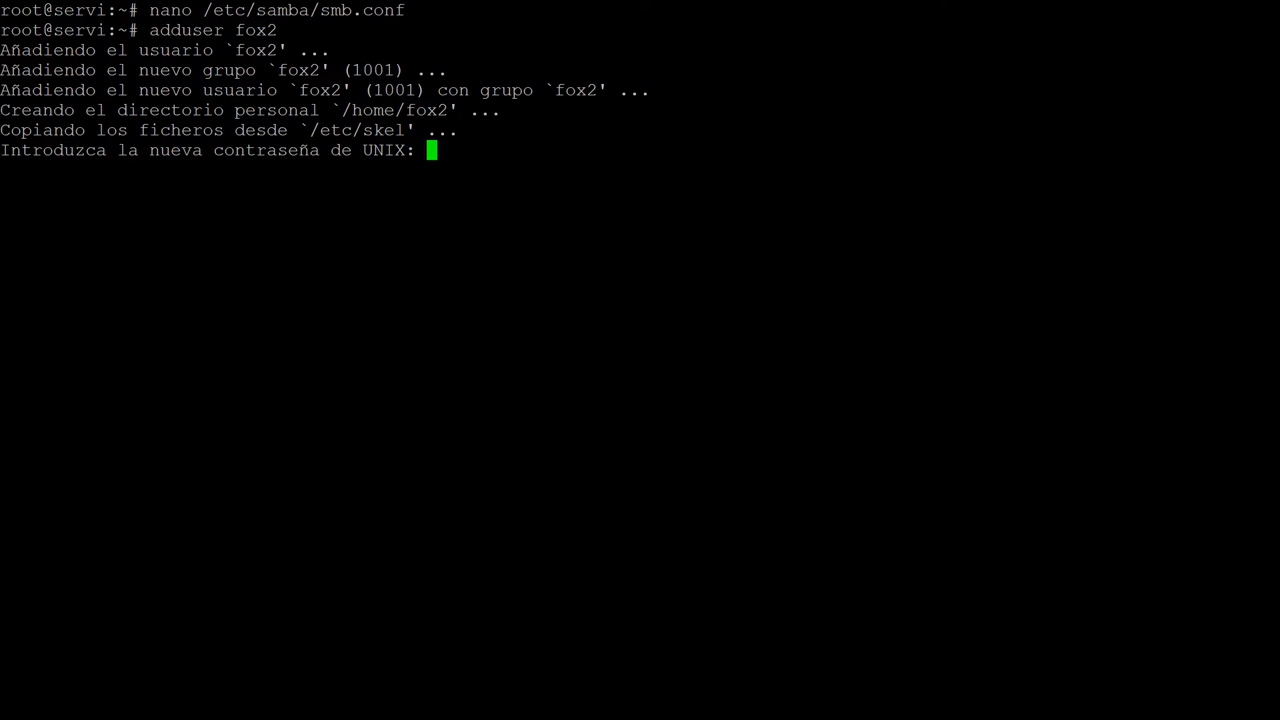 root@servi:~# nano /etc/samba/smb.conf
root@servi:~# adduser fox2
Añadiendo el usuario `fox2' ...
Añadiendo el nuevo grupo `fox2' (1001) ...
Añadiendo el nuevo usuario `fox2' (1001) con grupo `fox2' ...
Creando el directorio personal `/home/fox2' ...
Copiando los ficheros desde `/etc/skel' ...
Introduzca la nueva contraseña de UNIX: